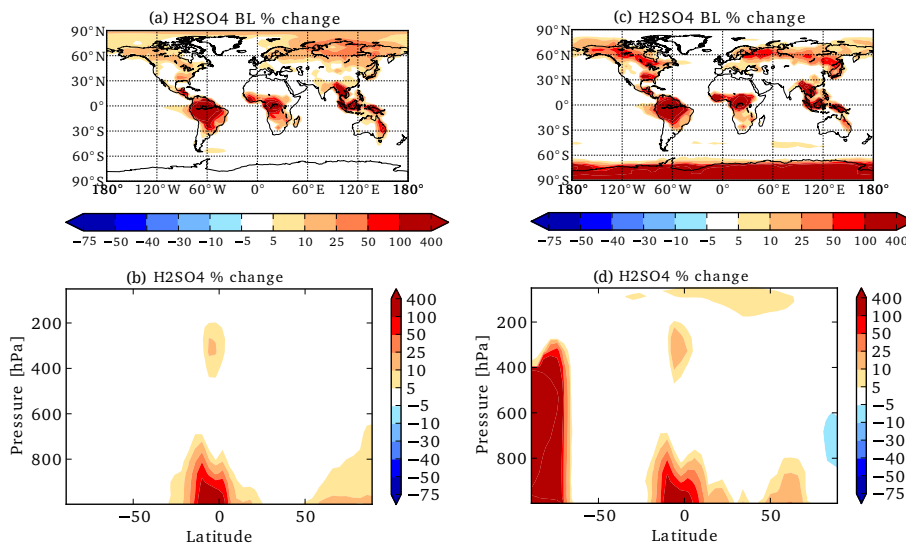 (a) H2SO4 BL % change
90°N
60°N
30°N
0°
30°S
60°S
90°S
180°
120°W
60°W
0°
60°E
120°E
180°
−75 −50 −40 −30 −10 −5 5 10 25 50 100 400
(c) H2SO4 BL % change
90°N
60°N
30°N
0°
30°S
60°S
90°S
180°
120°W
60°W
0°
60°E
120°E
180°
−75 −50 −40 −30 −10 −5 5 10 25 50 100 400
(b) H2SO4 % change
Pressure [hPa]
200
400
600
800
−50 0 50
Latitude
400
100
50
25
10
5
−5
−10
−30
−40
−50
−75
(d) H2SO4 % change
Pressure [hPa]
200
400
600
800
−50 0 50
Latitude
400
100
50
25
10
5
−5
−10
−30
−40
−50
−75